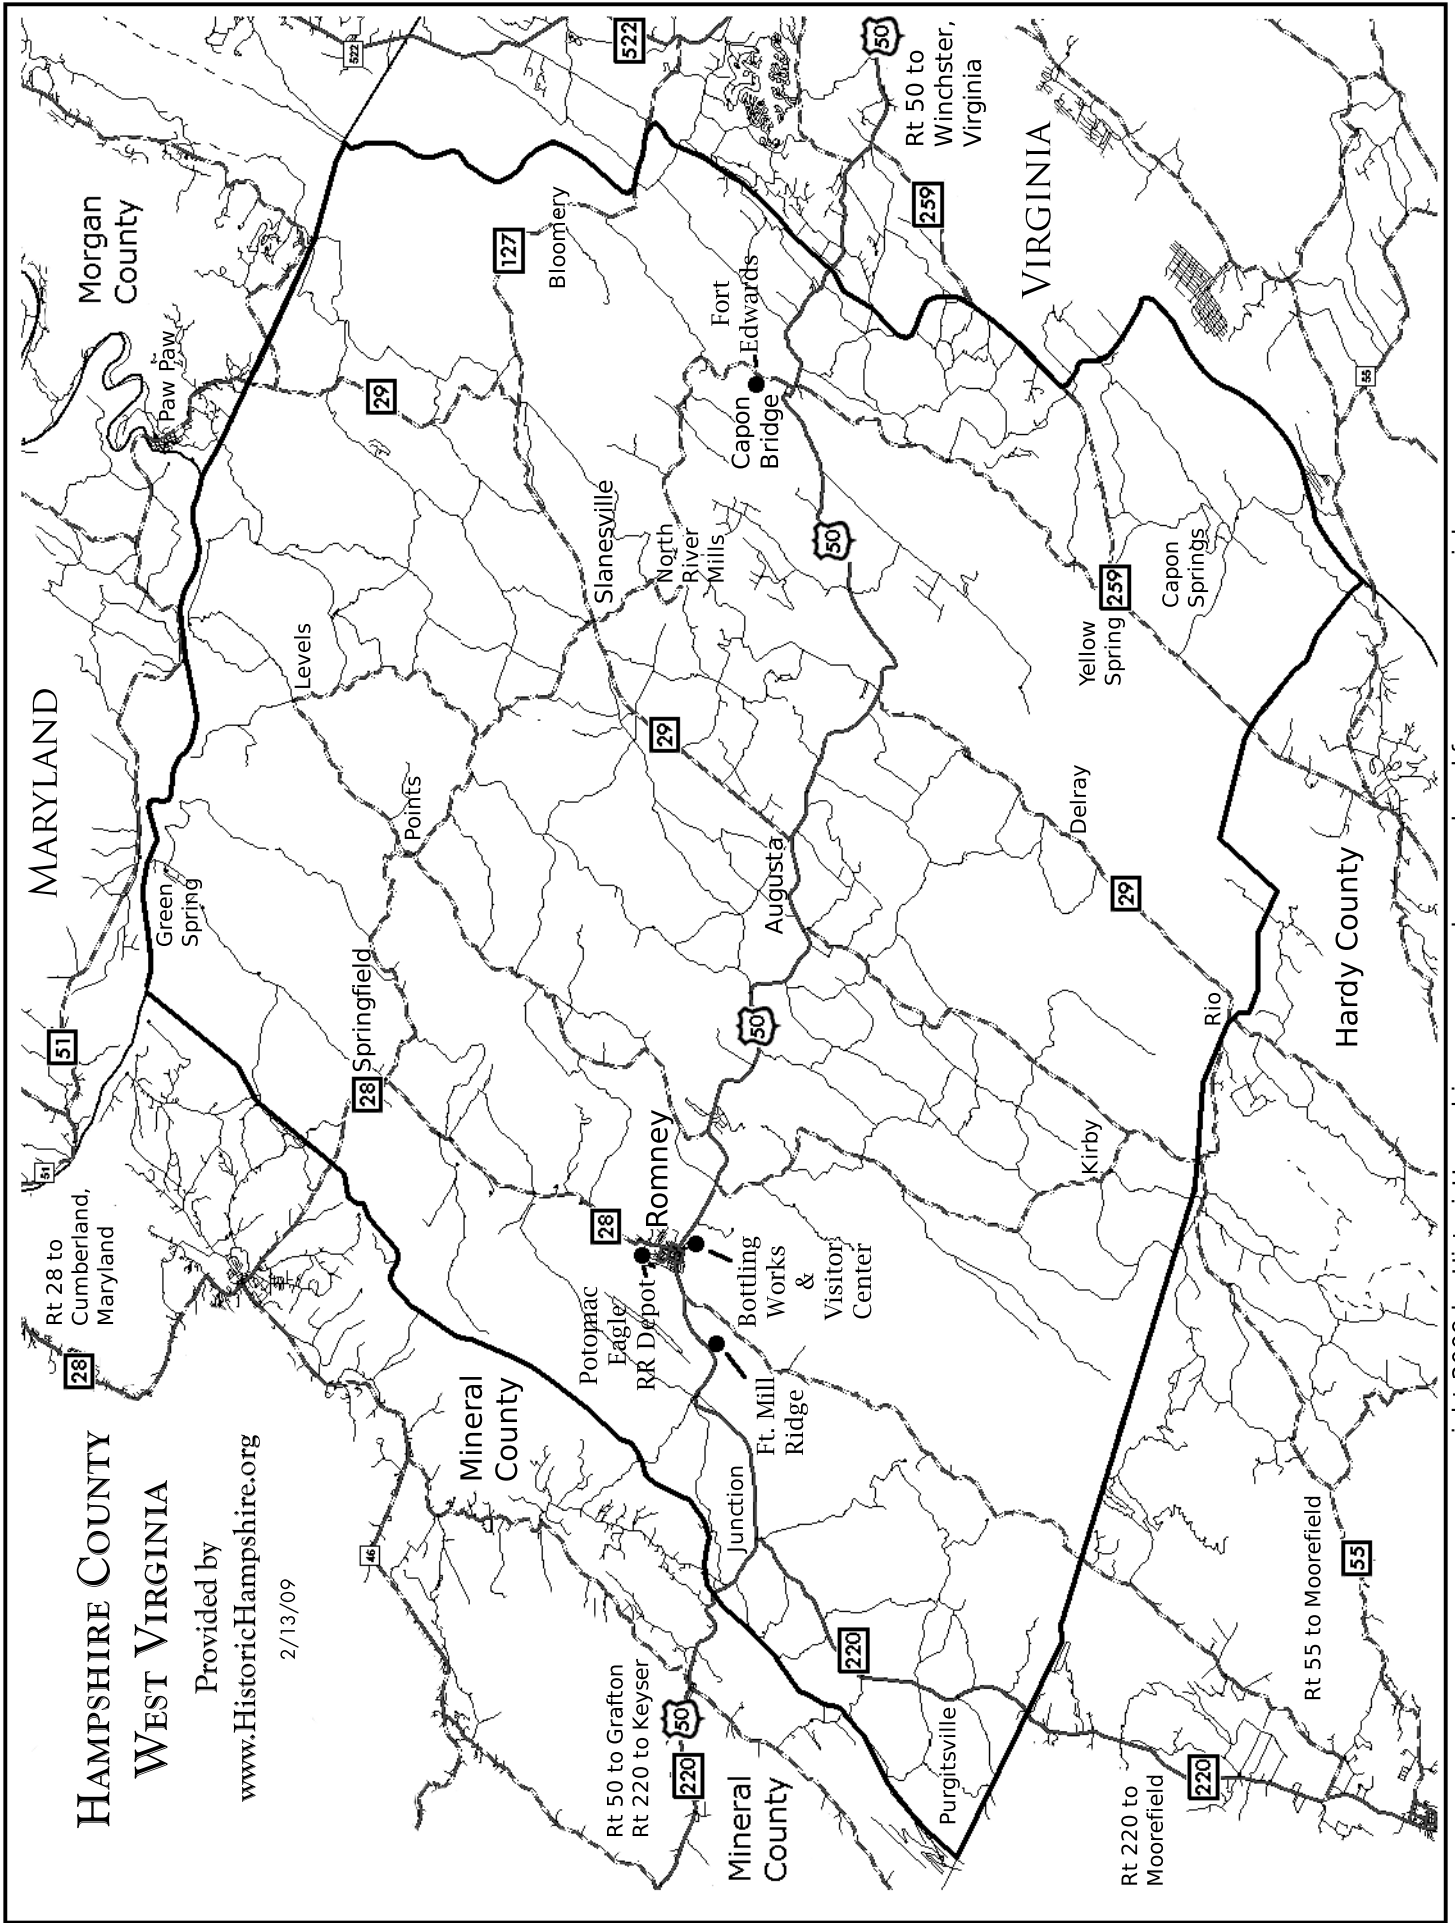 HAMPSHIRE COUNTY
WEST VIRGINIA
Provided by
www.HistoricHampshire.org
2/13/09
Rt 28 to
Cumberland,
Maryland
28
51
51
MARYLAND
Morgan
County
Paw Paw
522
522
Green
Spring
Levels
Points
Springfield
28
29
127
Bloomery
Slanesville
North
River
Mills
29
Fort
Edwards
Capon
Bridge
50
Rt 50 to
Winchester,
Virginia
259
VIRGINIA
46
Mineral
County
28
Romney
Potomac
Eagle
RR Depot
Bottling
Works
&
Visitor
Center
Ft. Mill
Ridge
Junction
50
Augusta
50
Rt 50 to Grafton
Rt 220 to Keyser
220
50
Mineral
County
220
Purgitsville
Kirby
Rio
29
Delray
Yellow
Spring
259
Capon
Springs
55
Hardy County
Rt 220 to
Moorefield
220
Rt 55 to Moorefield
55